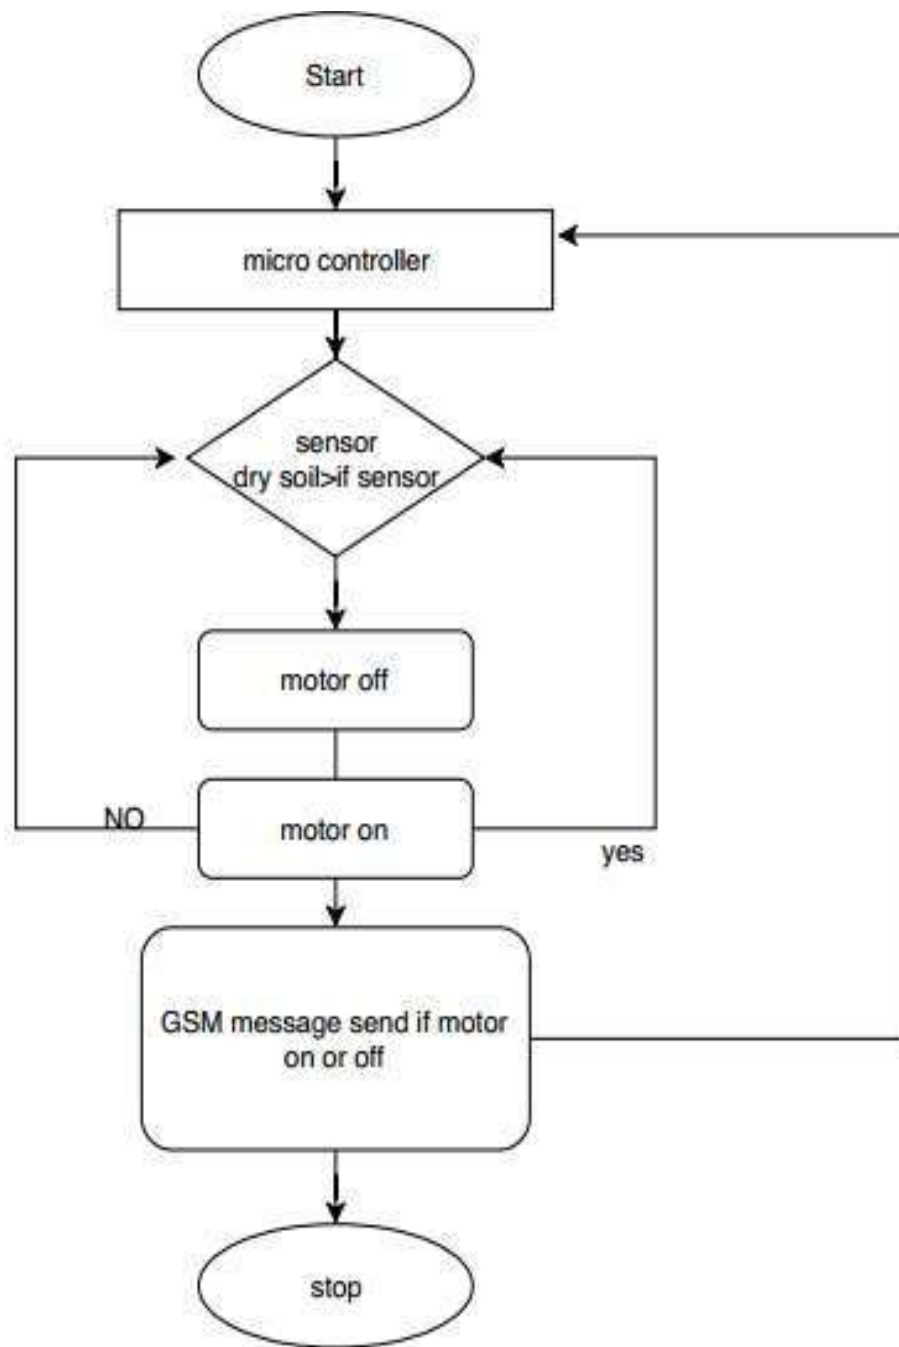 Start
micro controller
sensor
dry soil>if sensor
motor off
NO
motor on
yes
GSM message send if motor
on or off
stop